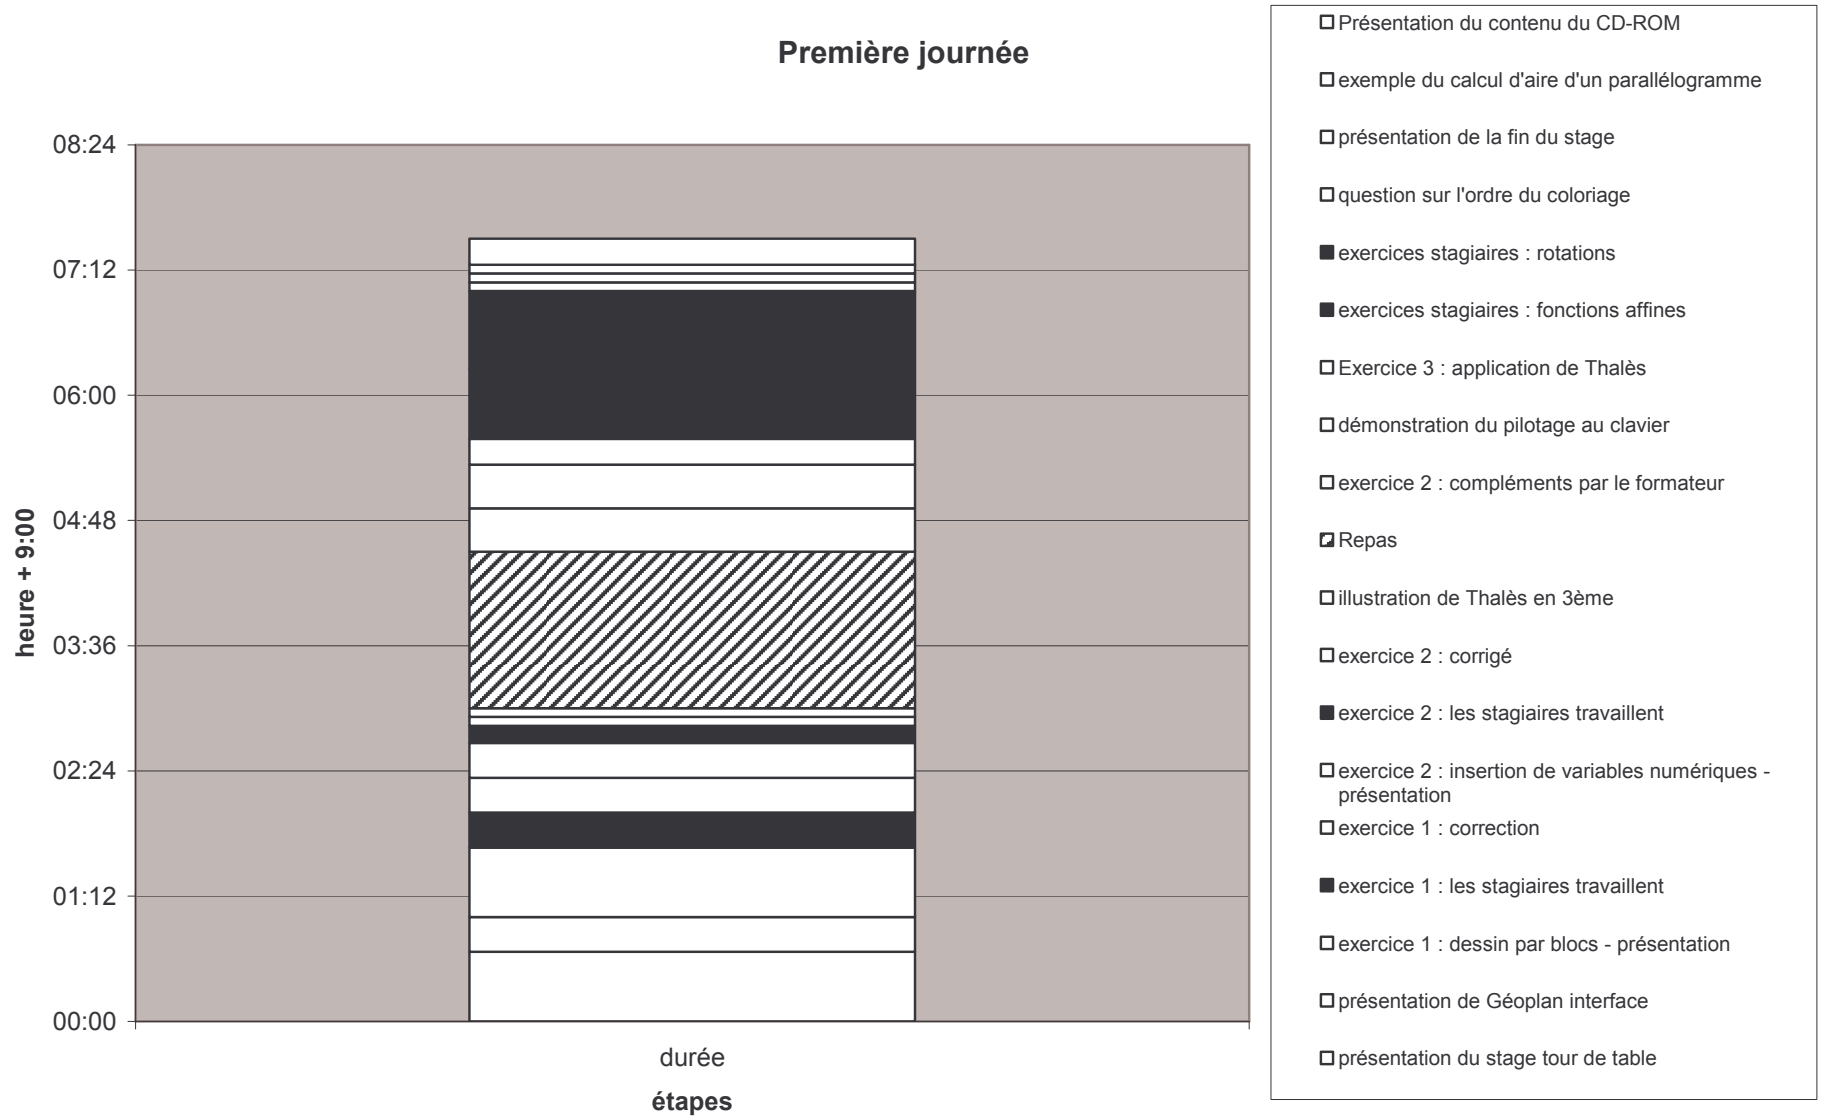 Première journée
08:24
07:12
06:00
04:48
03:36
02:24
01:12
00:00
heure + 9:00
durée
étapes
Présentation du contenu du CD-ROM
exemple du calcul d'aire d'un parallélogramme
présentation de la fin du stage
question sur l'ordre du coloriage
exercices stagiaires : rotations
exercices stagiaires : fonctions affines
Exercice 3 : application de Thalès
démonstration du pilotage au clavier
exercice 2 : compléments par le formateur
Repas
illustration de Thalès en 3ème
exercice 2 : corrigé
exercice 2 : les stagiaires travaillent
exercice 2 : insertion de variables numériques -
présentation
exercice 1 : correction
exercice 1 : les stagiaires travaillent
exercice 1 : dessin par blocs - présentation
présentation de Géoplan interface
présentation du stage tour de table